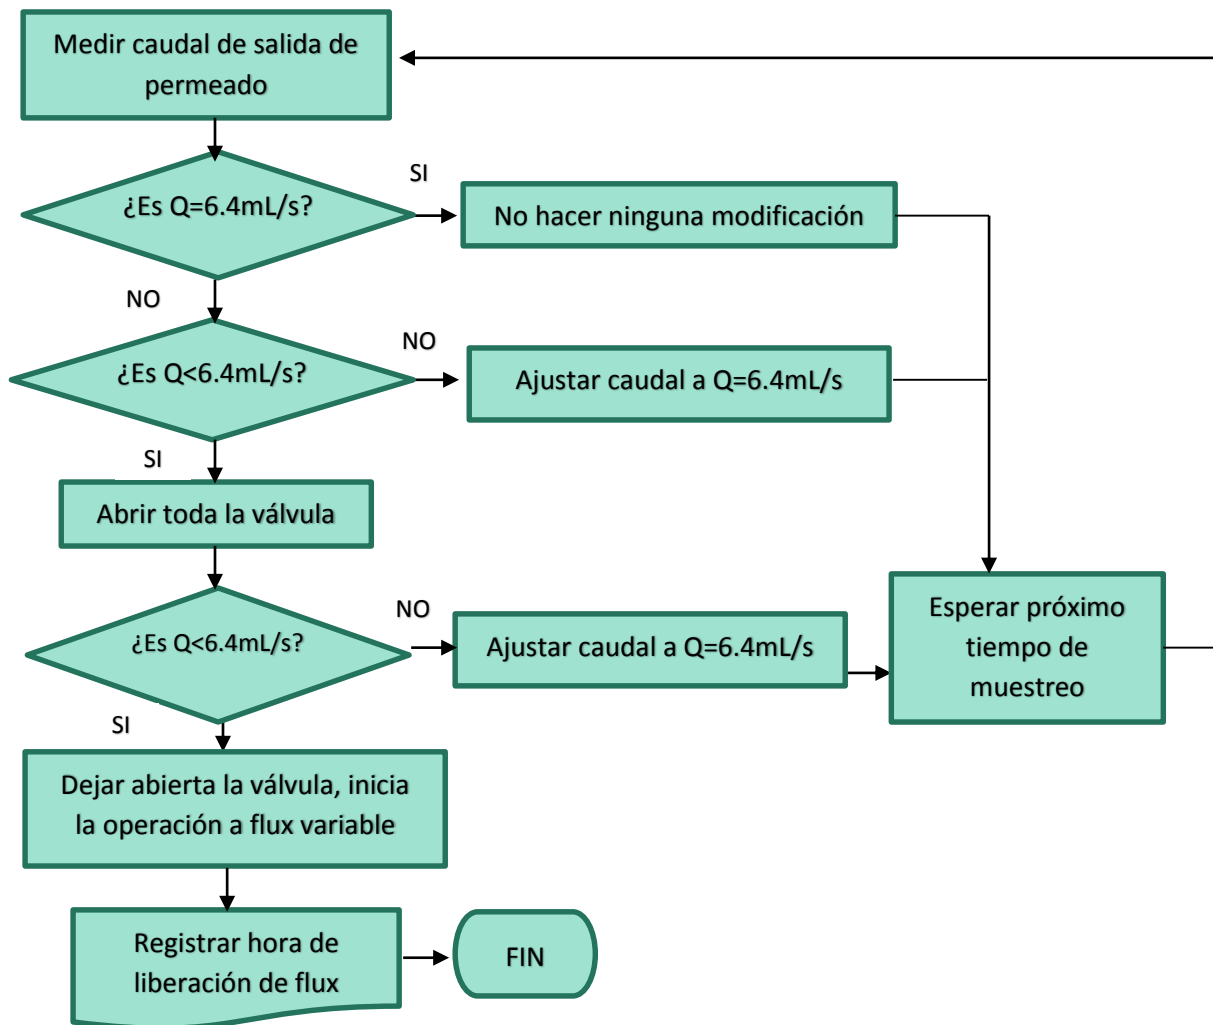 Medir caudal de salida de
permeado
¿Es Q=6.4mL/s?
SI
No hacer ninguna modificación
NO
¿Es Q<6.4mL/s?
NO
Ajustar caudal a Q=6.4mL/s
SI
Abrir toda la válvula
¿Es Q<6.4mL/s?
NO
Ajustar caudal a Q=6.4mL/s
Esperar próximo
tiempo de
muestreo
SI
Dejar abierta la válvula, inicia
la operación a flux variable
Registrar hora de
liberación de flux
FIN